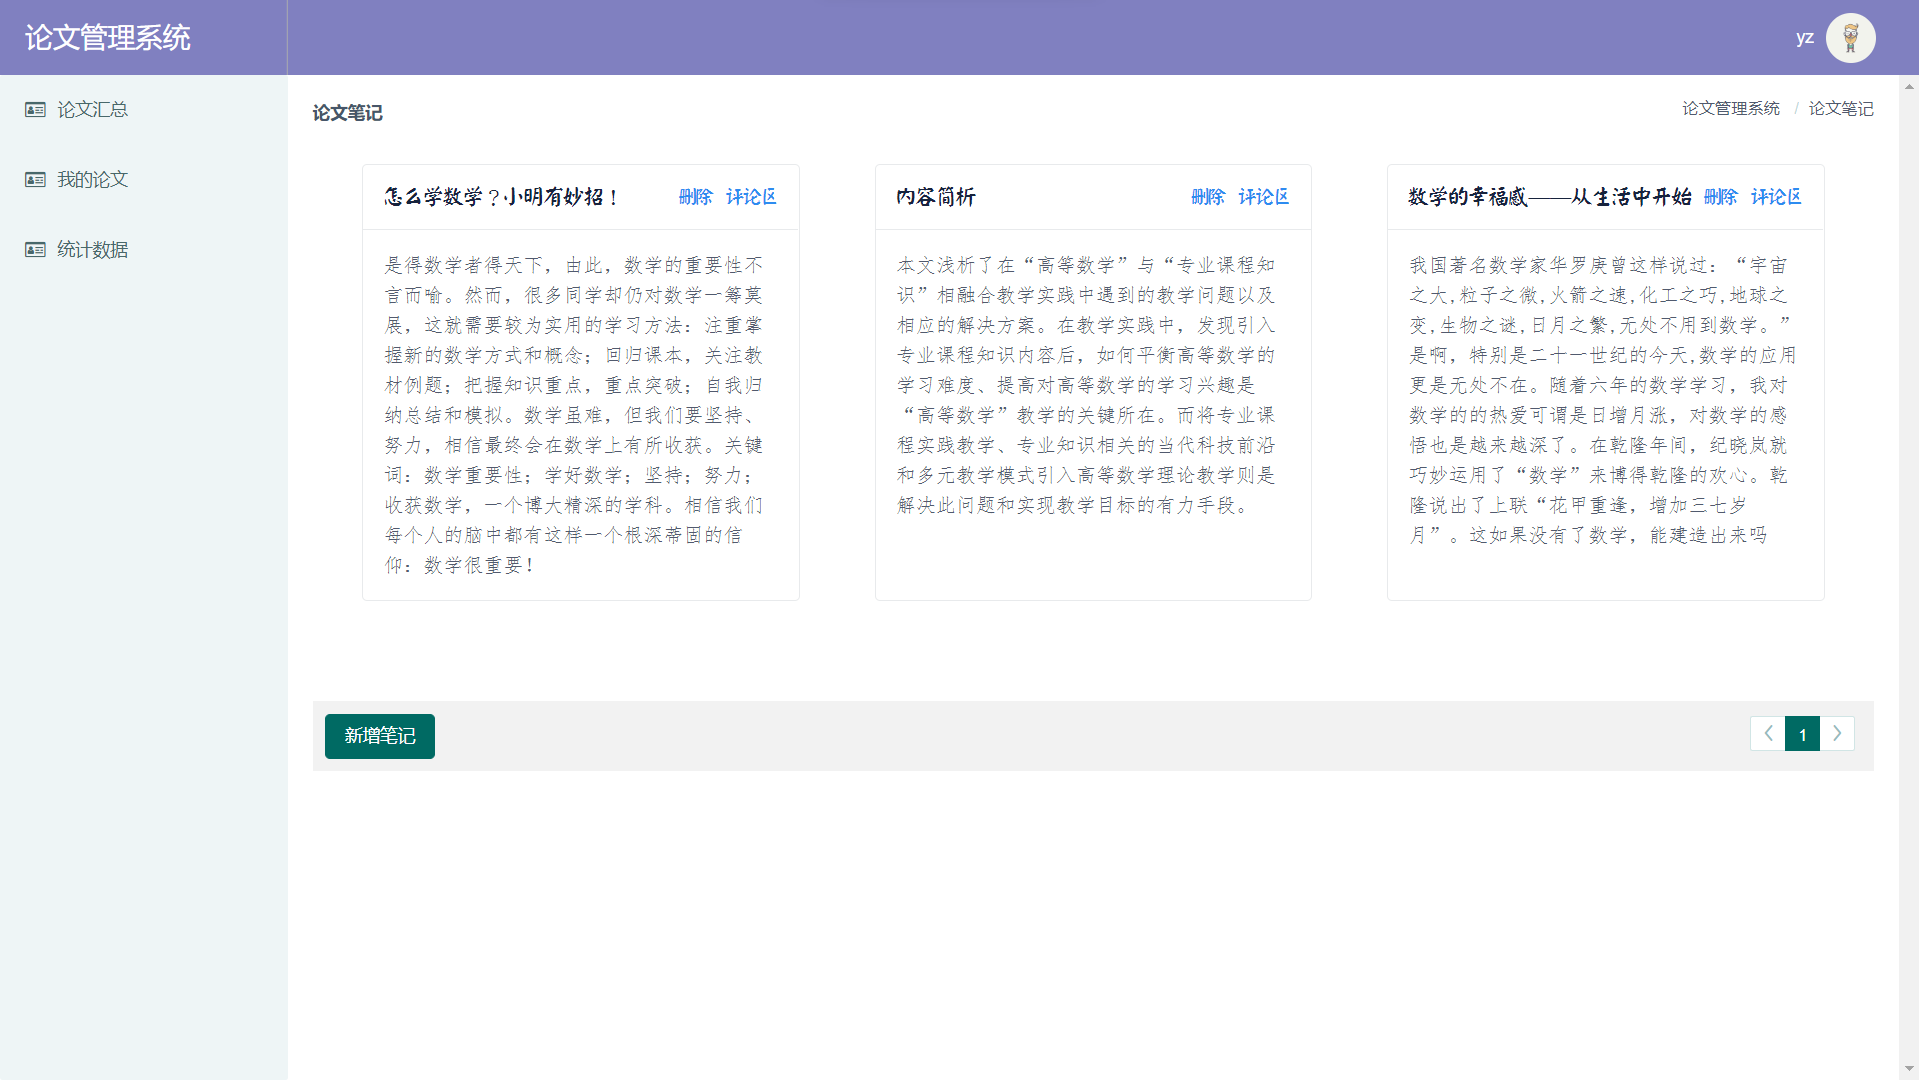 论文管理系统
yz
论文汇总
我的论文
统计数据
论文笔记
论文管理系统 / 论文笔记
怎么学数学？小明有妙招！ 删除 评论区
是得数学者得天下，由此，数学的重要性不
言而喻。然而，很多同学却仍对数学一筹莫
展，这就需要较为实用的学习方法：注重掌
握新的数学方式和概念；回归课本，关注教
材例题；把握知识重点，重点突破；自我归
纳总结和模拟。数学虽难，但我们要坚持、
努力，相信最终会在数学上有所收获。关键
词：数学重要性；学好数学；坚持；努力；
收获数学，一个博大精深的学科。相信我们
每个人的脑中都有这样一个根深蒂固的信
仰：数学很重要！
内容简析 删除 评论区
本文浅析了在“高等数学”与“专业课程知
识”相融合教学实践中遇到的教学问题以及
相应的解决方案。在教学实践中，发现引入
专业课程知识内容后，如何平衡高等数学的
学习难度、提高对高等数学的学习兴趣是
“高等数学”教学的关键所在。而将专业课
程实践教学、专业知识相关的当代科技前沿
和多元教学模式引入高等数学理论教学则是
解决此问题和实现教学目标的有力手段。
数学的幸福感——从生活中开始 删除 评论区
我国著名数学家华罗庚曾这样说过：“宇宙
之大,粒子之微,火箭之速,化工之巧,地球之
变,生物之谜,日月之繁,无处不用到数学。”
是啊，特别是二十一世纪的今天,数学的应用
更是无处不在。随着六年的数学学习，我对
数学的的热爱可谓是日增月涨，对数学的感
悟也是越来越深了。在乾隆年间，纪晓岚就
巧妙运用了“数学”来博得乾隆的欢心。乾
隆说出了上联“花甲重逢，增加三七岁
月”。这如果没有了数学，能建造出来吗
新增笔记
1